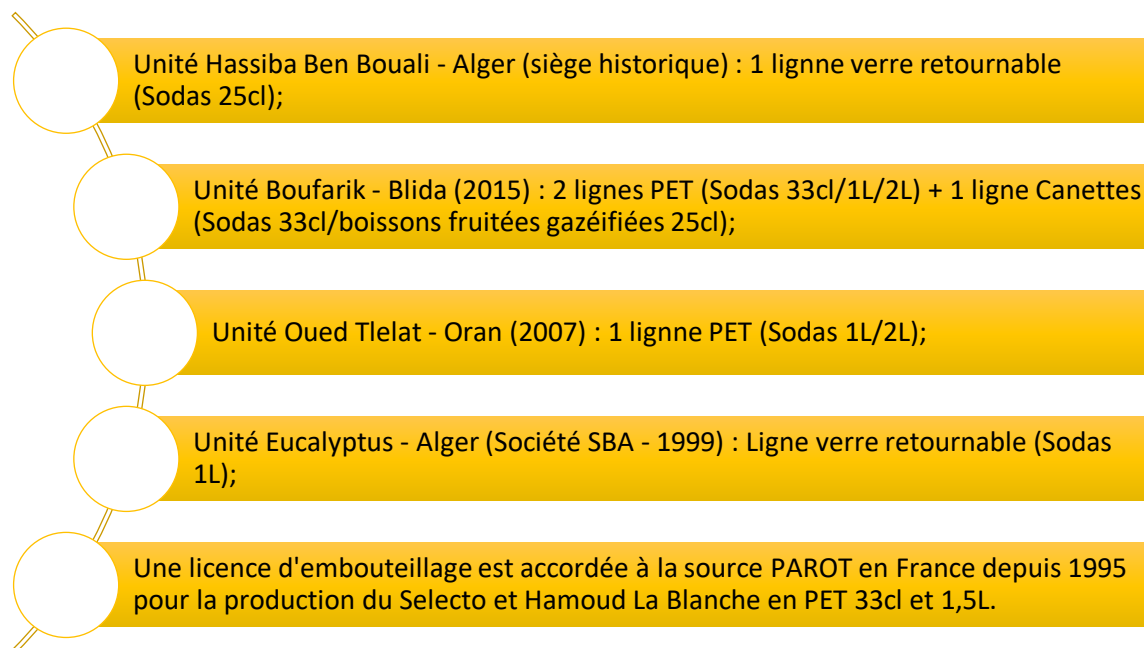 Unité Hassiba Ben Bouali - Alger (siège historique) : 1 lignne verre retournable
(Sodas 25cl);
Unité Boufarik - Blida (2015) : 2 lignes PET (Sodas 33cl/1L/2L) + 1 ligne Canettes
(Sodas 33cl/boissons fruitées gazéifiées 25cl);
Unité Oued Tlelat - Oran (2007) : 1 lignne PET (Sodas 1L/2L);
Unité Eucalyptus - Alger (Société SBA - 1999) : Ligne verre retournable (Sodas
1L);
Une licence d'embouteillage est accordée à la source PAROT en France depuis 1995
pour la production du Selecto et Hamoud La Blanche en PET 33cl et 1,5L.